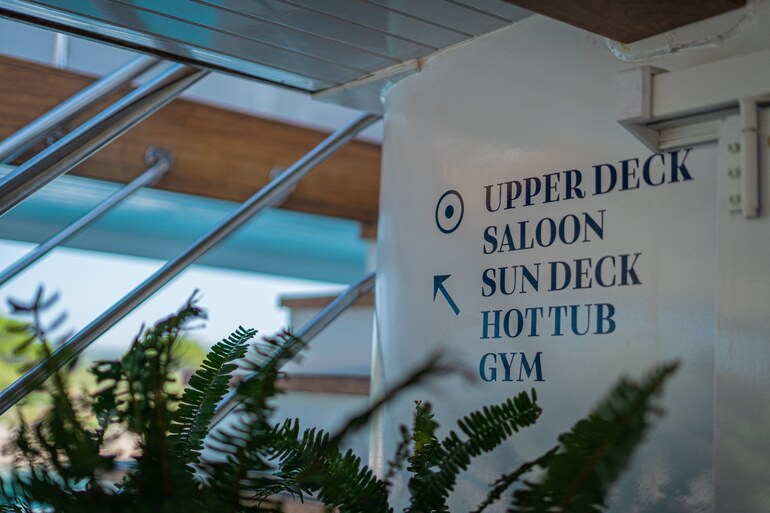 UPPER DECK
SALOON
SUN DECK
HOT TUB
GYM